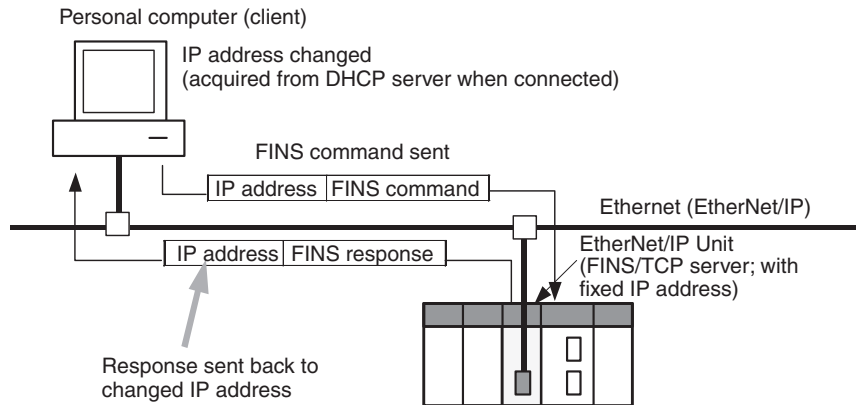 Personal computer (client)
IP address changed
(acquired from DHCP server when connected)
FINS command sent
IP address FINS command
Ethernet (EtherNet/IP)
IP address FINS response
EtherNet/IP Unit
(FINS/TCP server; with
fixed IP address)
Response sent back to
changed IP address